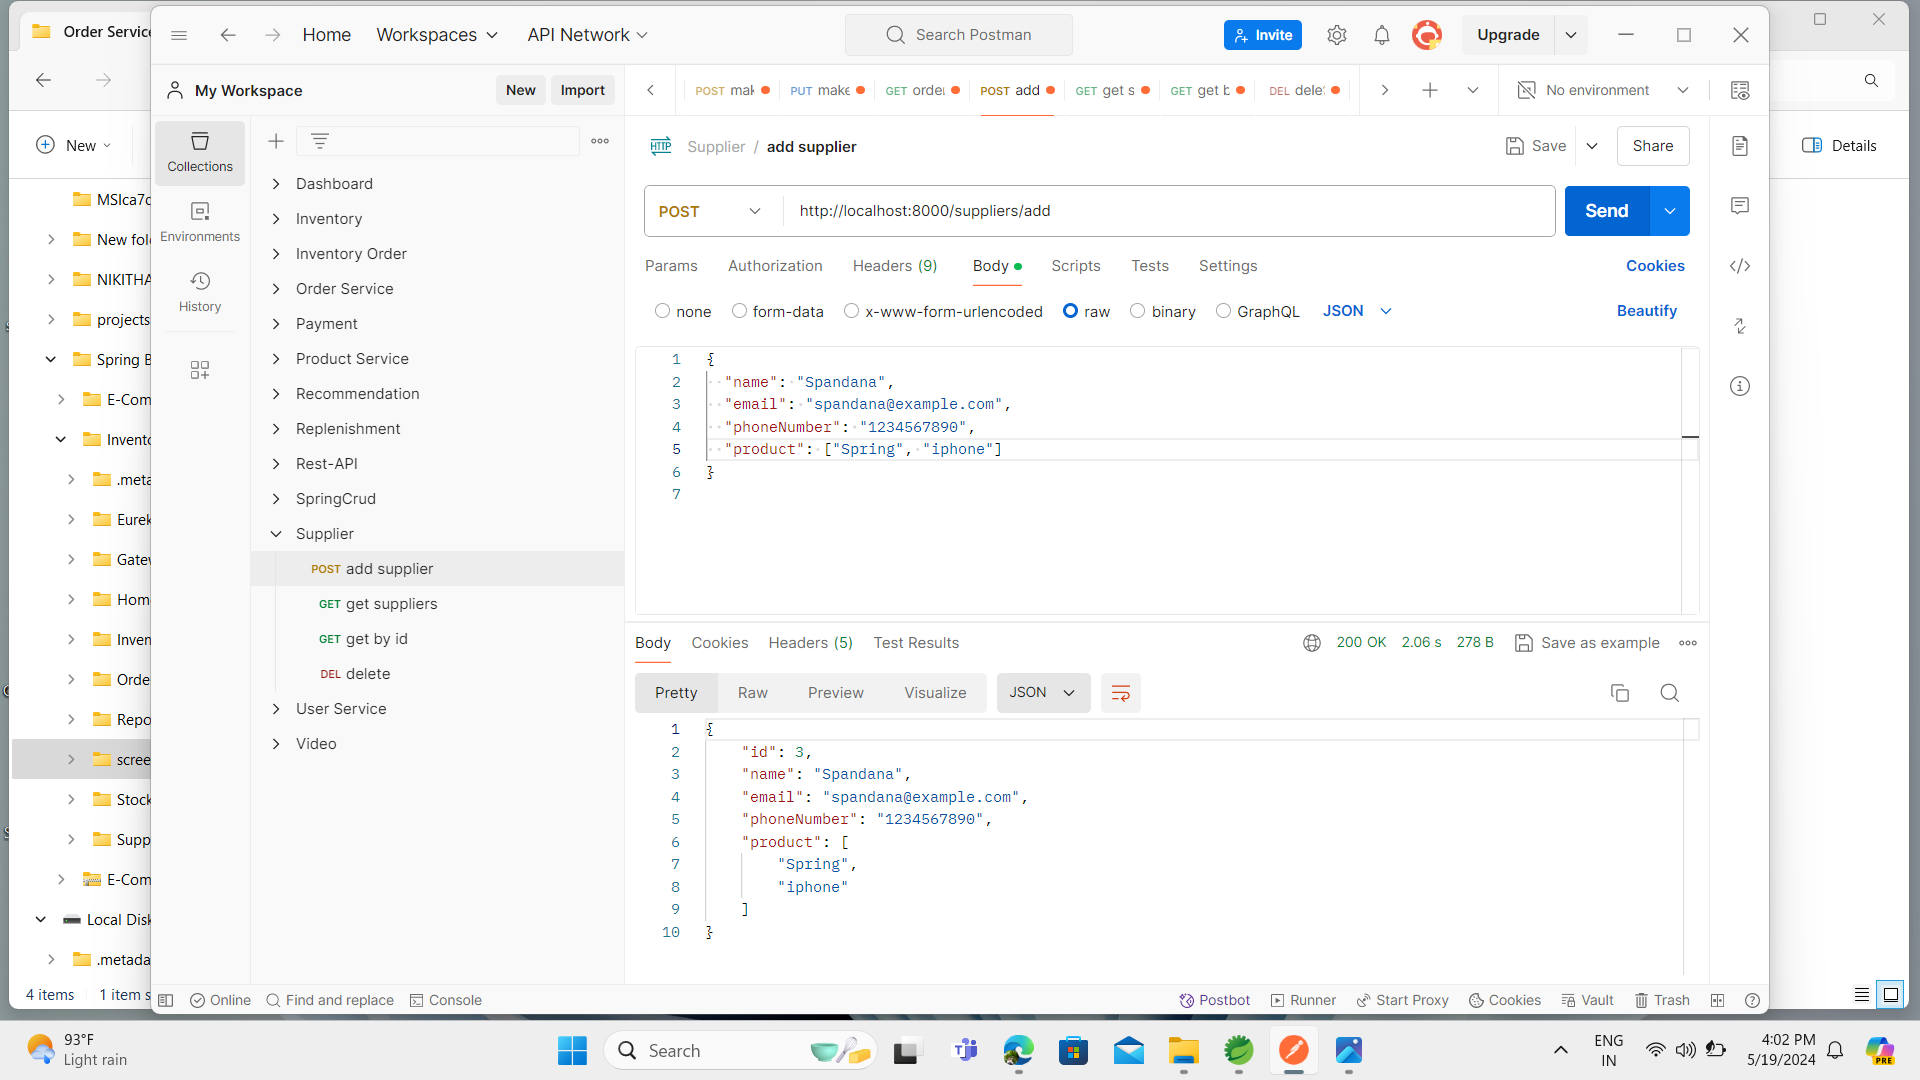 Order Service
Home
Workspaces
API Network
Search Postman
Invite
Upgrade
My Workspace
New
Import
POST
PUT make
GET
POST add
GET get s
GET get b
DEL
No environment
New
Details
Collections
Supplier / add supplier
Save
Share
Dashboard
Inventory
POST
http://localhost:8000/suppliers/add
Send
Environments
Inventory Order
Params
Authorization
Headers (9)
Body
Scripts
Tests
Settings
Cookies
New fol
NIKITHA
History
Order Service
none
form-data
x-www-form-urlencoded
raw
binary
GraphQL
JSON
Beautify
projects
Payment
Spring B
Product Service
1 {
2 "name": "Spandana",
3 "email": "spandana@example.com",
4 "phoneNumber": "1234567890",
5 "product": ["Spring", "iphone"]
6 }
7
E-Com
Recommendation
Invento
Replenishment
.meta
Rest-API
SpringCrud
Eurek
Supplier
Gatew
POST add supplier
Hom
GET get suppliers
Inven
GET get by id
Body
Cookies
Headers (5)
Test Results
200 OK
2.06 s
278 B
Save as example
Orde
DEL delete
Pretty
Raw
Preview
Visualize
JSON
Repo
User Service
scree
Video
1 {
2 "id": 3,
3 "name": "Spandana",
4 "email": "spandana@example.com",
5 "phoneNumber": "1234567890",
6 "product": [
7 "Spring",
8 "iphone"
9 ]
10 }
Stock
Supp
E-Com
Local Disk
.metada
4 items
1 item s
Online
Find and replace
Console
Postbot
Runner
Start Proxy
Cookies
Vault
Trash
93°F
Light rain
Search
PRE
ENG
IN
4:02 PM
5/19/2024